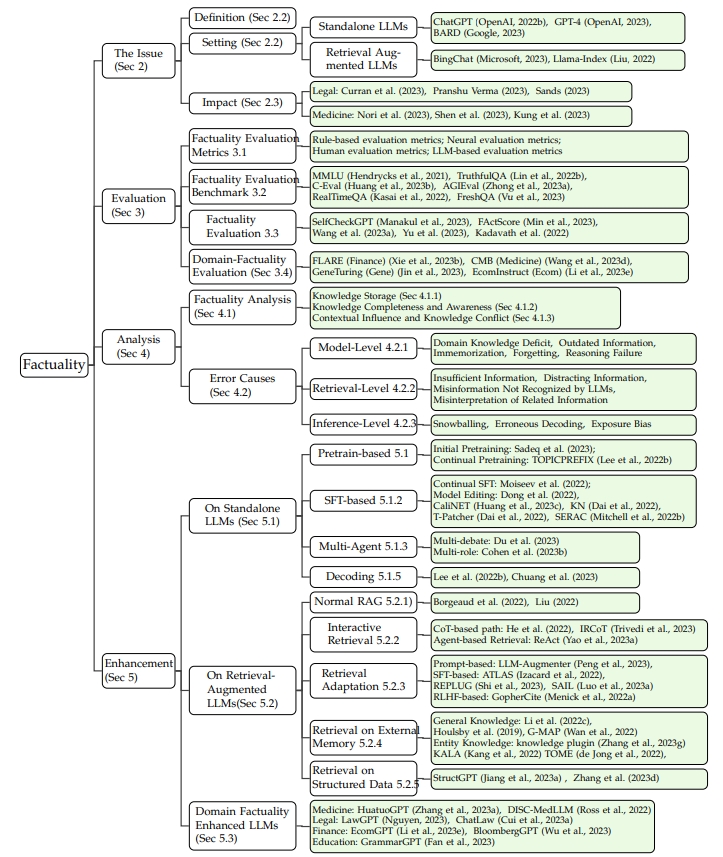 Factuality
The Issue
(Sec 2)
Definition (Sec 2.2)
Setting (Sec 2.2)
Standalone LLMs
ChatGPT (OpenAI, 2022b), GPT-4 (OpenAI, 2023),
BARD (Google, 2023)
Retrieval Aug-
mented LLMs
BingChat (Microsoft, 2023), Llama-Index (Liu, 2022)
Impact (Sec 2.3)
Legal: Curran et al. (2023), Pranshu Verma (2023), Sands (2023)
Medicine: Nori et al. (2023), Shen et al. (2023), Kung et al. (2023)
Evaluation
(Sec 3)
Factuality Evaluation
Metrics 3.1
Rule-based evaluation metrics; Neural evaluation metrics;
Human evaluation metrics; LLM-based evaluation metrics
Factuality Evaluation
Benchmark 3.2
MMLU (Hendrycks et al., 2021), TruthfulQA (Lin et al., 2022b),
C-Eval (Huang et al., 2023b), AGIEval (Zhong et al., 2023a),
RealTimeQA (Kasai et al., 2022), FreshQA (Vu et al., 2023)
Factuality
Evaluation 3.3
SelfCheckGPT (Manakul et al., 2023), FActScore (Min et al., 2023),
Wang et al. (2023a), Yu et al. (2023), Kadavath et al. (2022)
Domain-Factuality
Evaluation (Sec 3.4)
FLARE (Finance) (Xie et al., 2023b), CMB (Medicine) (Wang et al., 2023d),
GeneTuring (Gene) (Jin et al., 2023), EcomInstruct (Ecom) (Li et al., 2023e)
Analysis
(Sec 4)
Factuality Analysis
(Sec 4.1)
Knowledge Storage (Sec 4.1.1)
Knowledge Completeness and Awareness (Sec 4.1.2)
Contextual Influence and Knowledge Conflict (Sec 4.1.3)
Error Causes
(Sec 4.2)
Model-Level 4.2.1
Domain Knowledge Deficit, Outdated Information,
Immemorization, Forgetting, Reasoning Failure
Retrieval-Level 4.2.2
Insufficient Information, Distracting Information,
Misinformation Not Recognized by LLMs,
Misinterpretation of Related Information
Inference-Level 4.2.3
Snowballing, Erroneous Decoding, Exposure Bias
Enhancement
(Sec 5)
On Standalone
LLMs (Sec 5.1)
Pretrain-based 5.1
Initial Pretraining: Sadeq et al. (2023);
Continual Pretraining: TOPICPREFIX (Lee et al., 2022b)
SFT-based 5.1.2
Continual SFT: Moiseev et al. (2022);
Model Editing: Dong et al. (2022),
CaliNET (Huang et al., 2023c), KN (Dai et al., 2022),
T-Patcher (Dai et al., 2022), SERAC (Mitchell et al., 2022b)
Multi-Agent 5.1.3
Multi-debate: Du et al. (2023)
Multi-role: Cohen et al. (2023b)
Decoding 5.1.5
Lee et al. (2022b), Chuang et al. (2023)
On Retrieval-
Augmented
LLMs(Sec 5.2)
Normal RAG 5.2.1)
Borgeaud et al. (2022), Liu (2022)
Interactive
Retrieval 5.2.2
CoT-based path: He et al. (2022), IRCoT (Trivedi et al., 2023)
Agent-based Retrieval: ReAct (Yao et al., 2023a)
Retrieval
Adaptation 5.2.3
Prompt-based: LLM-Augmenter (Peng et al., 2023),
SFT-based: ATLAS (Izacard et al., 2022),
REPLUG (Shi et al., 2023), SAIL (Luo et al., 2023a)
RLHF-based: GopherCite (Menick et al., 2022a)
Retrieval on External
Memory 5.2.4
General Knowledge: Li et al. (2022c),
Houlsby et al. (2019), G-MAP (Wan et al., 2022)
Entity Knowledge: knowledge plugin (Zhang et al., 2023g)
KALA (Kang et al., 2022) TOME (de Jong et al., 2022),
Retrieval on
Structured Data 5.2.5
StructGPT (Jiang et al., 2023a) , Zhang et al. (2023d)
Domain Factuality
Enhanced LLMs
(Sec 5.3)
Medicine: HuatuoGPT (Zhang et al., 2023a), DISC-MedLLM (Ross et al., 2022)
Legal: LawGPT (Nguyen, 2023), ChatLaw (Cui et al., 2023a)
Finance: EcomGPT (Li et al., 2023e), BloombergGPT (Wu et al., 2023)
Education: GrammarGPT (Fan et al., 2023)